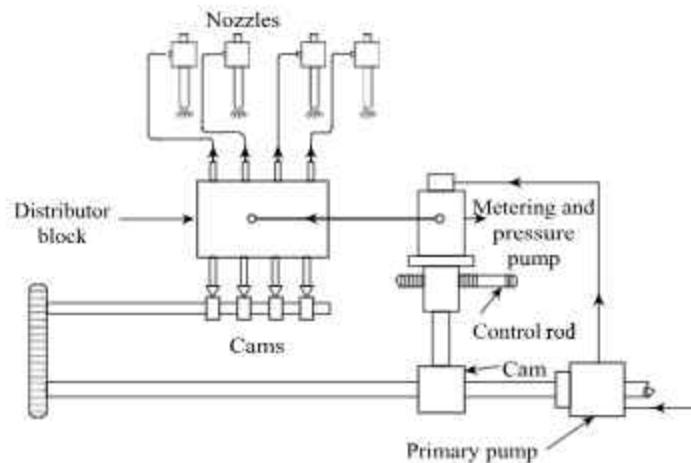 Nozzles
Distributor
block
Metering and
pressure
pump
Control rod
Cams
Cam
Primary pump